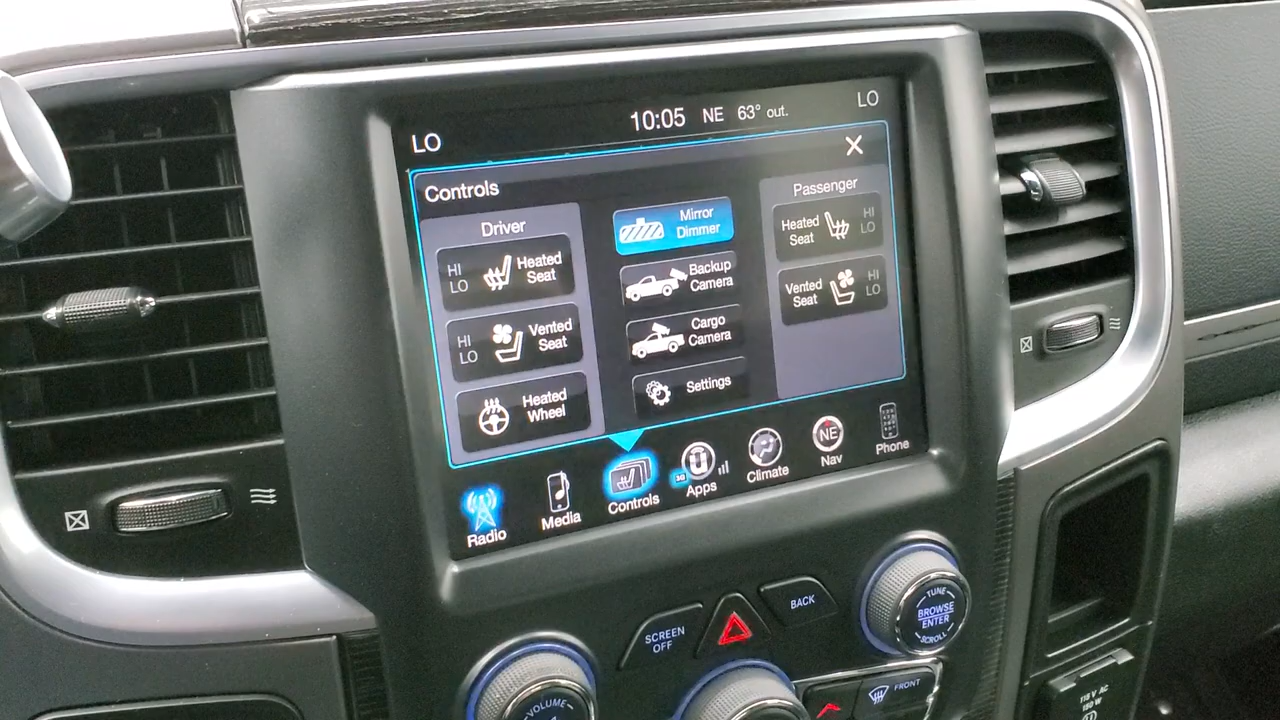 LO
10:05 NE 63° out.
LO
Controls
X
Driver
HI
LO
Heated
Seat
HI
LO
Vented
Seat
Heated
Wheel
Mirror
Dimmer
Backup
Camera
Cargo
Camera
Settings
Passenger
Heated
Seat
HI
LO
Vented
Seat
HI
LO
Radio
Media
Controls
3G
Apps
Climate
NE
Nav
Phone
SCREEN
OFF
BACK
TUNE
BROWSE
ENTER
SCROLL
VOLUME
FRONT
115 V AC
150 W